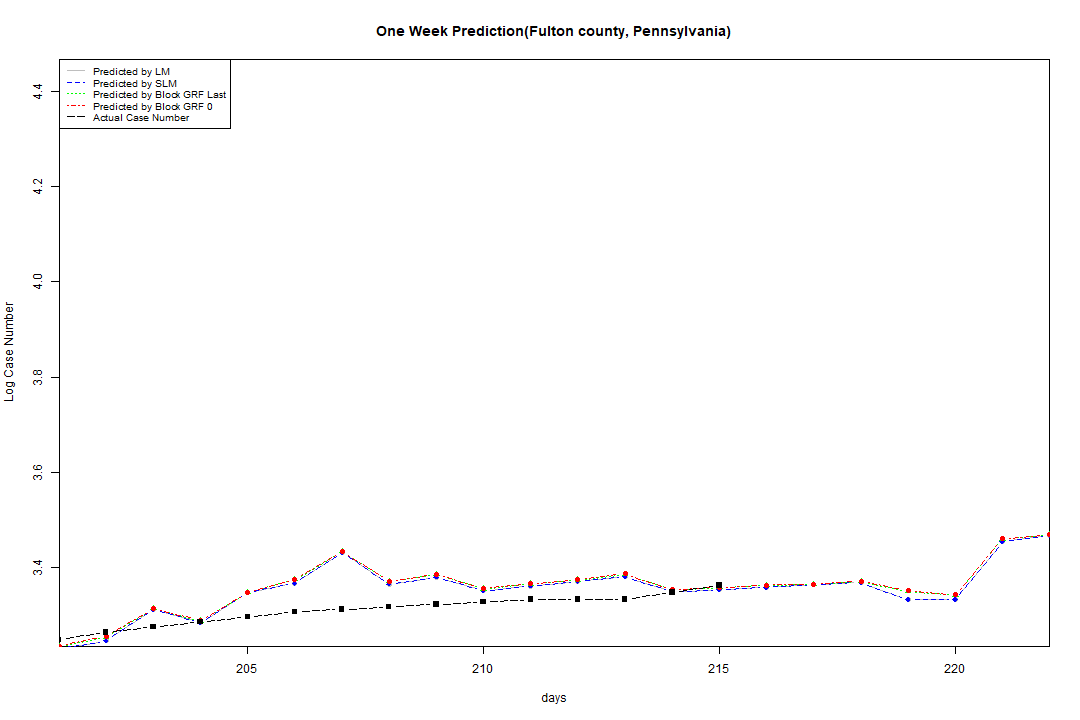 One Week Prediction(Fulton county, Pennsylvania)
Predicted by LM
Predicted by SLM
Predicted by Block GRF Last
Predicted by Block GRF 0
Actual Case Number
4.4
4.2
4.0
3.8
3.6
3.4
Log Case Number
205
210
215
220
days